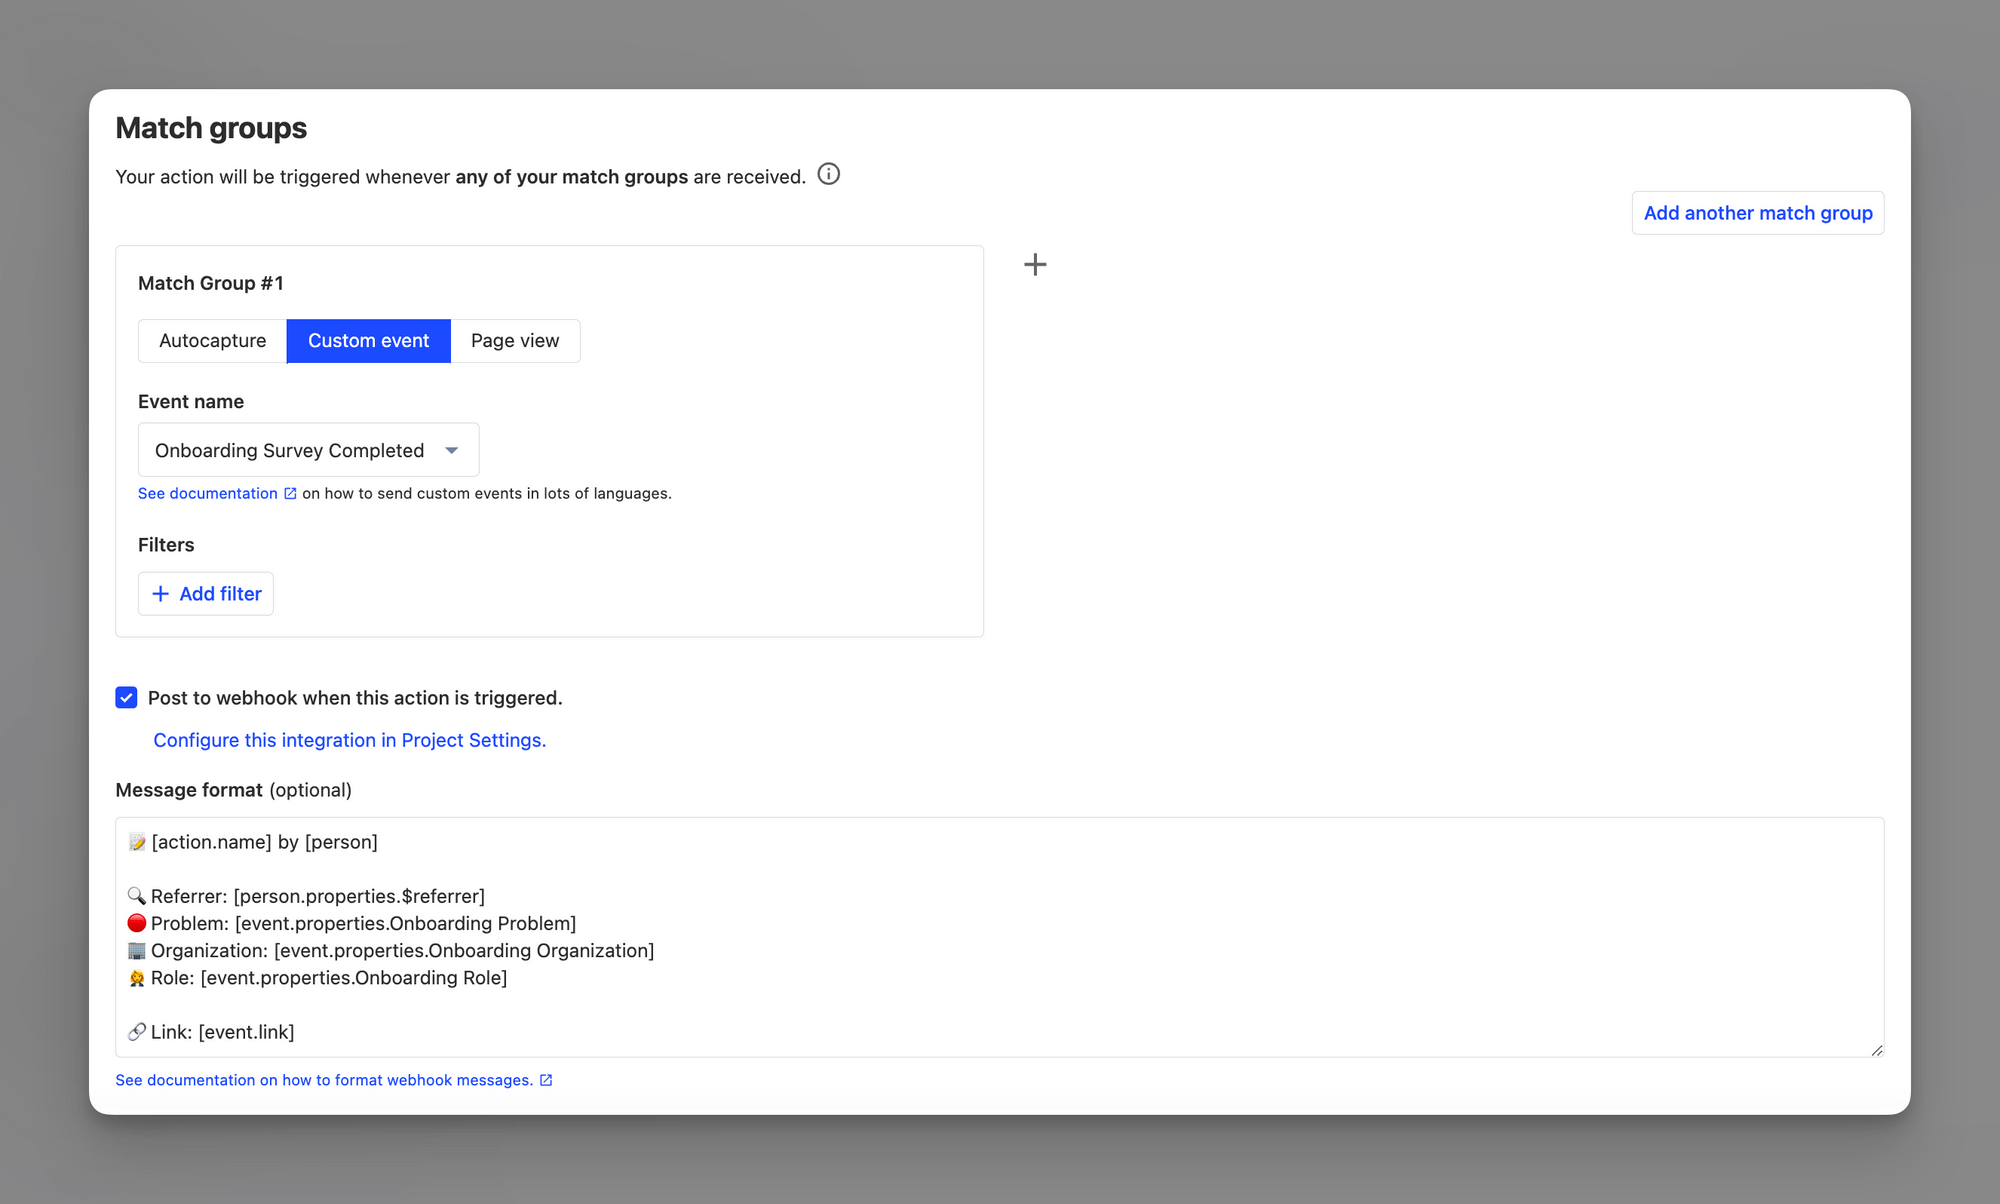 Match groups
Your action will be triggered whenever any of your match groups are received.
Add another match group
Match Group #1
Autocapture Custom event Page view
Event name
Onboarding Survey Completed
See documentation on how to send custom events in lots of languages.
Filters
+ Add filter
Post to webhook when this action is triggered.
Configure this integration in Project Settings.
Message format (optional)
📝 [action.name] by [person]
🔍 Referrer: [person.properties.$referrer]
🔴 Problem: [event.properties.Onboarding Problem]
🏢 Organization: [event.properties.Onboarding Organization]
🧑‍💼 Role: [event.properties.Onboarding Role]
🔗 Link: [event.link]
See documentation on how to format webhook messages.